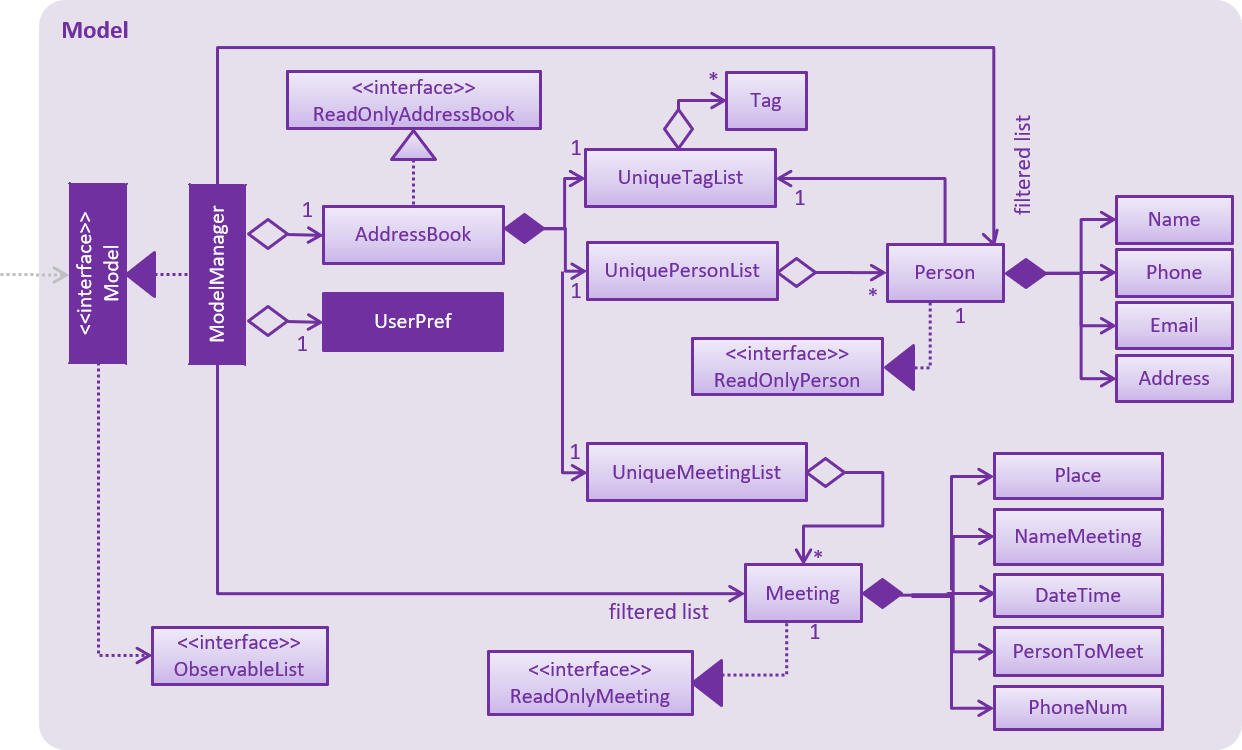 Model
<<interface>>
ReadOnlyAddressBook
*
Tag
filtered list
1
UniqueTagList
1
<<interface>>
Model
ModelManager
1
AddressBook
Name
UniquePersonList
1
*
Person
1
Phone
1
UserPref
Email
<<interface>>
ReadOnlyPerson
Address
1
UniqueMeetingList
Place
NameMeeting
*
Meeting
1
DateTime
filtered list
<<interface>>
ObservableList
<<interface>>
ReadOnlyMeeting
PersonToMeet
PhoneNum